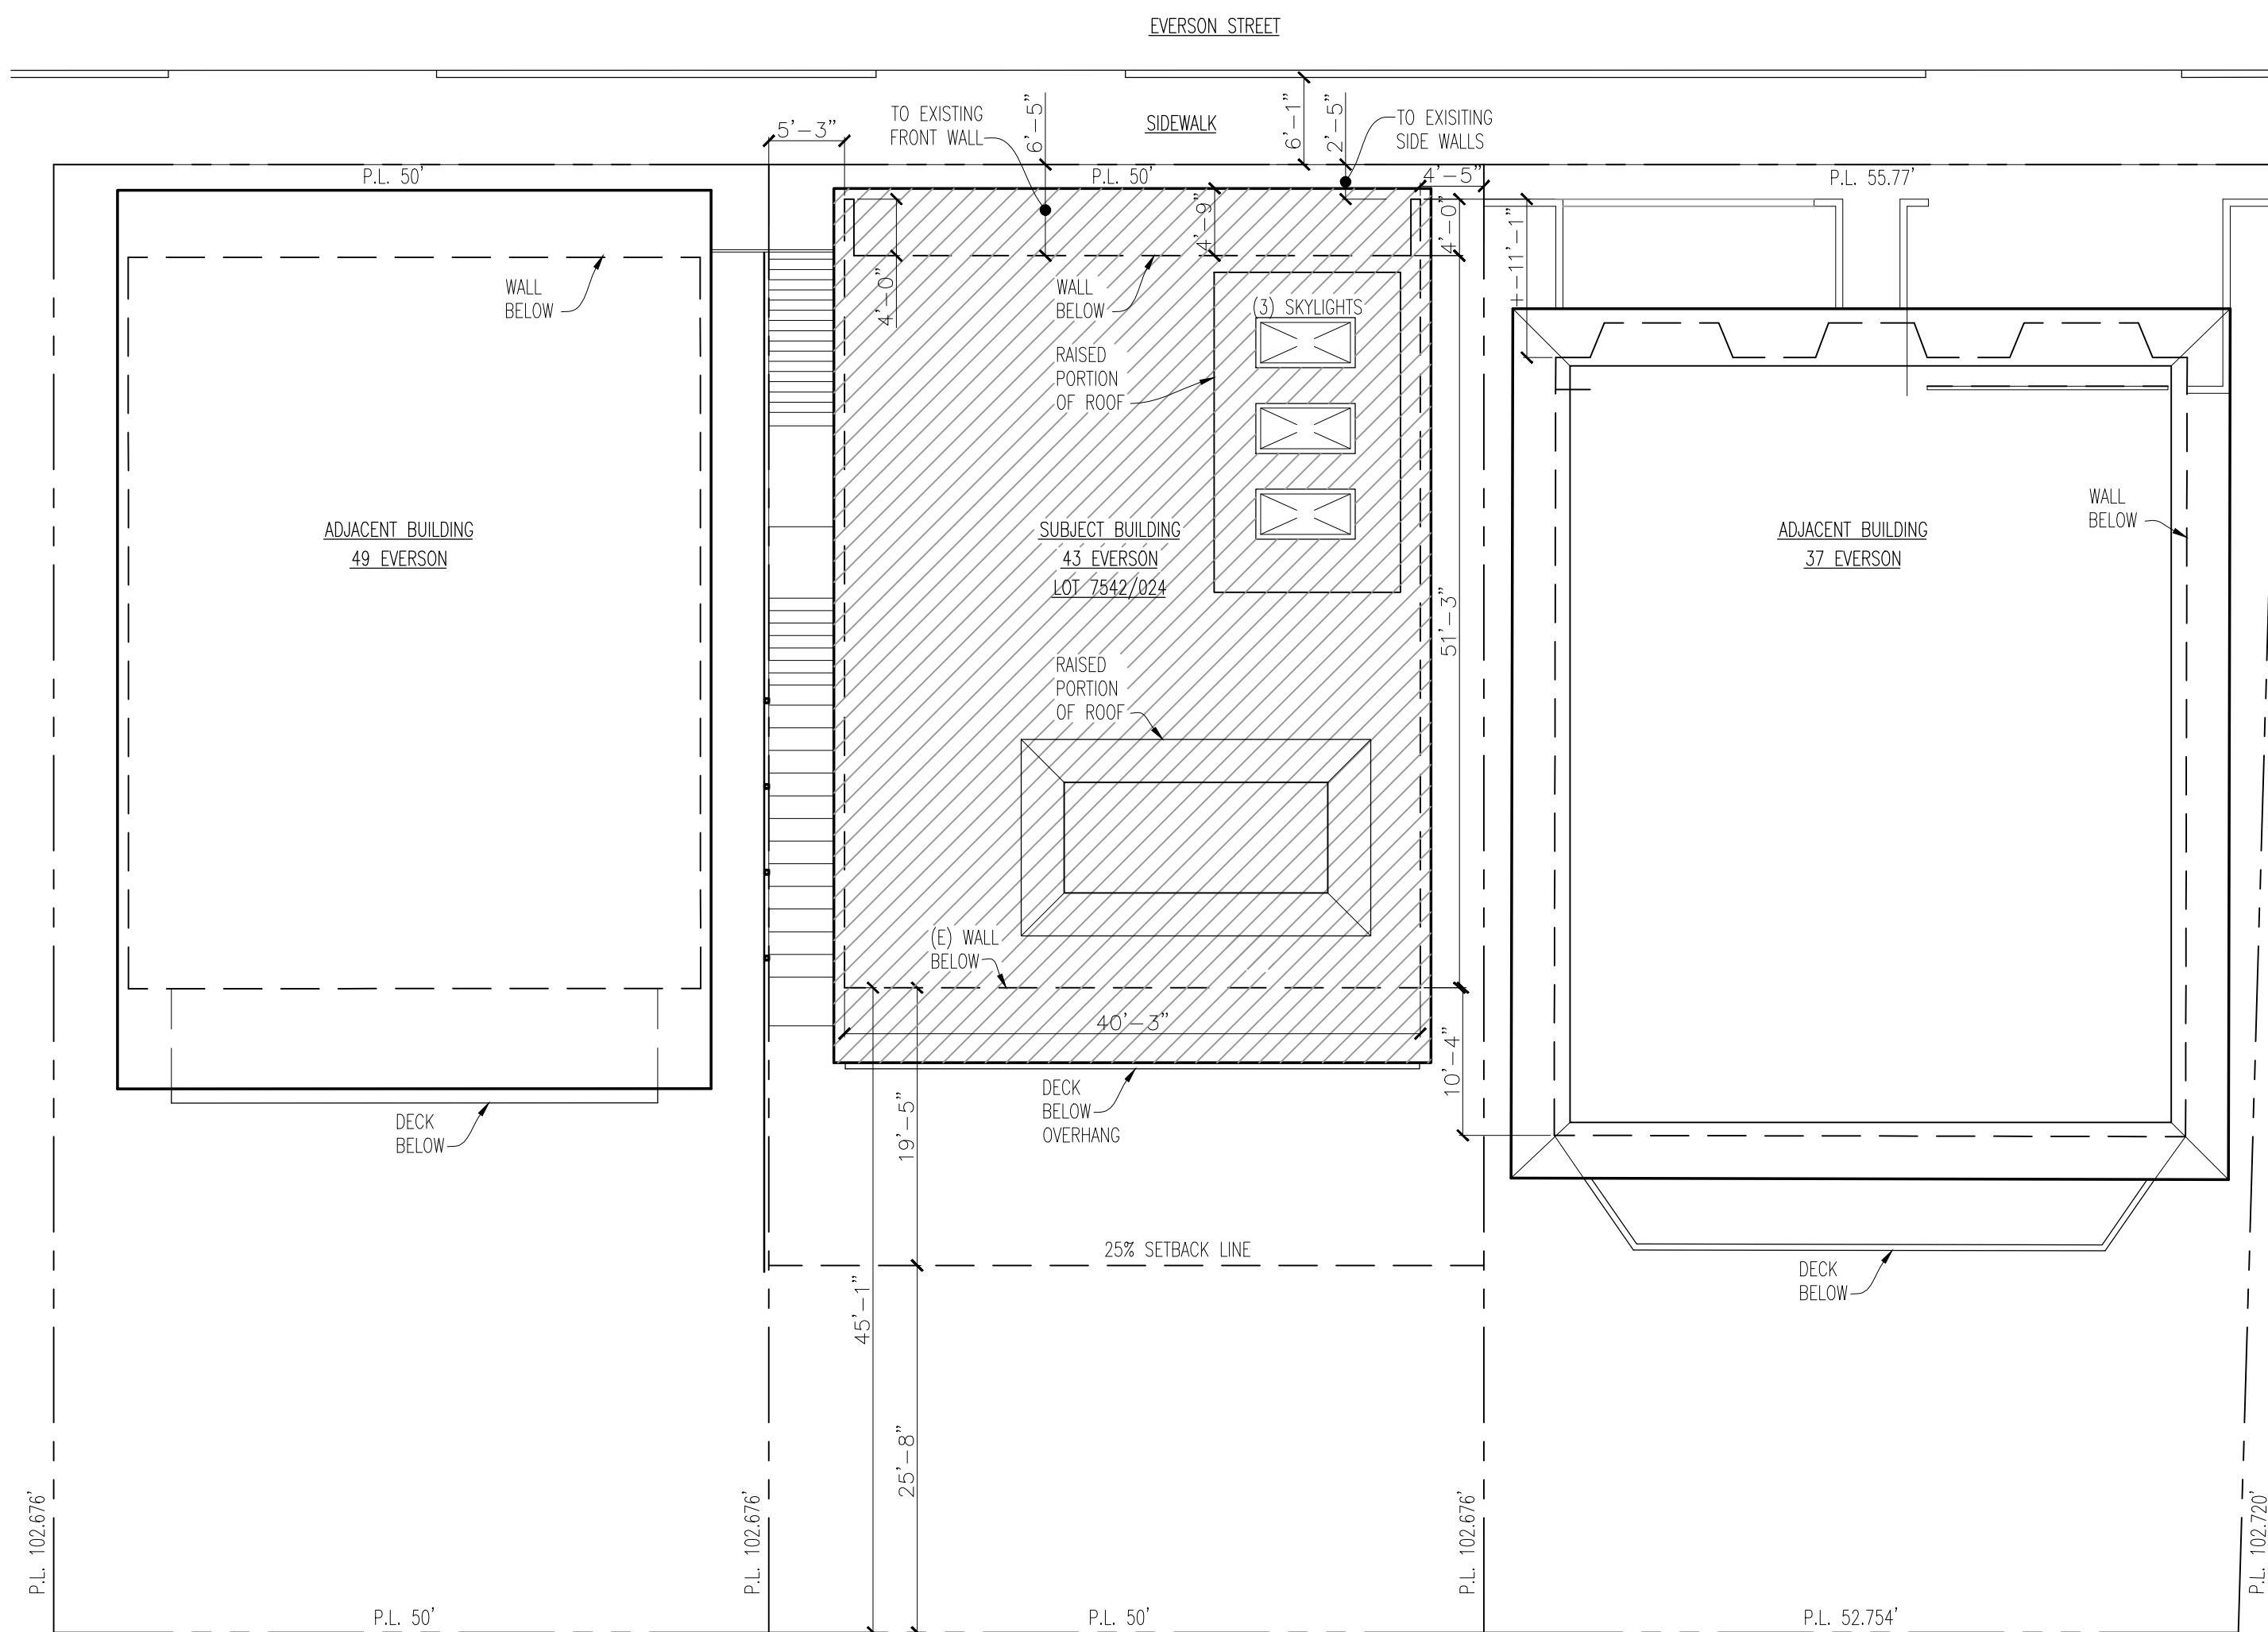 EVERSON STREET
TO EXISTING
FRONT WALL
SIDEWALK
TO EXISITING
SIDE WALLS
5'-3"
6'-5"
6'-1"
2'-5"
4'-5"
P.L. 50'
P.L. 50'
P.L. 55.77'
4'-0"
4'-9"
4'-0"
+-11'-1"
WALL
BELOW
WALL
BELOW
(3) SKYLIGHTS
RAISED
PORTION
OF ROOF
WALL
BELOW
ADJACENT BUILDING
49 EVERSON
SUBJECT BUILDING
43 EVERSON
LOT 7542/024
ADJACENT BUILDING
37 EVERSON
51'-3"
RAISED
PORTION
OF ROOF
(E) WALL
BELOW
40'-3"
10'-4"
DECK
BELOW
DECK
BELOW
OVERHANG
19'-5"
25% SETBACK LINE
DECK
BELOW
45'-1"
25'-8"
P.L. 102.676'
P.L. 102.676'
P.L. 102.676'
P.L. 102.720'
P.L. 50'
P.L. 50'
P.L. 52.754'